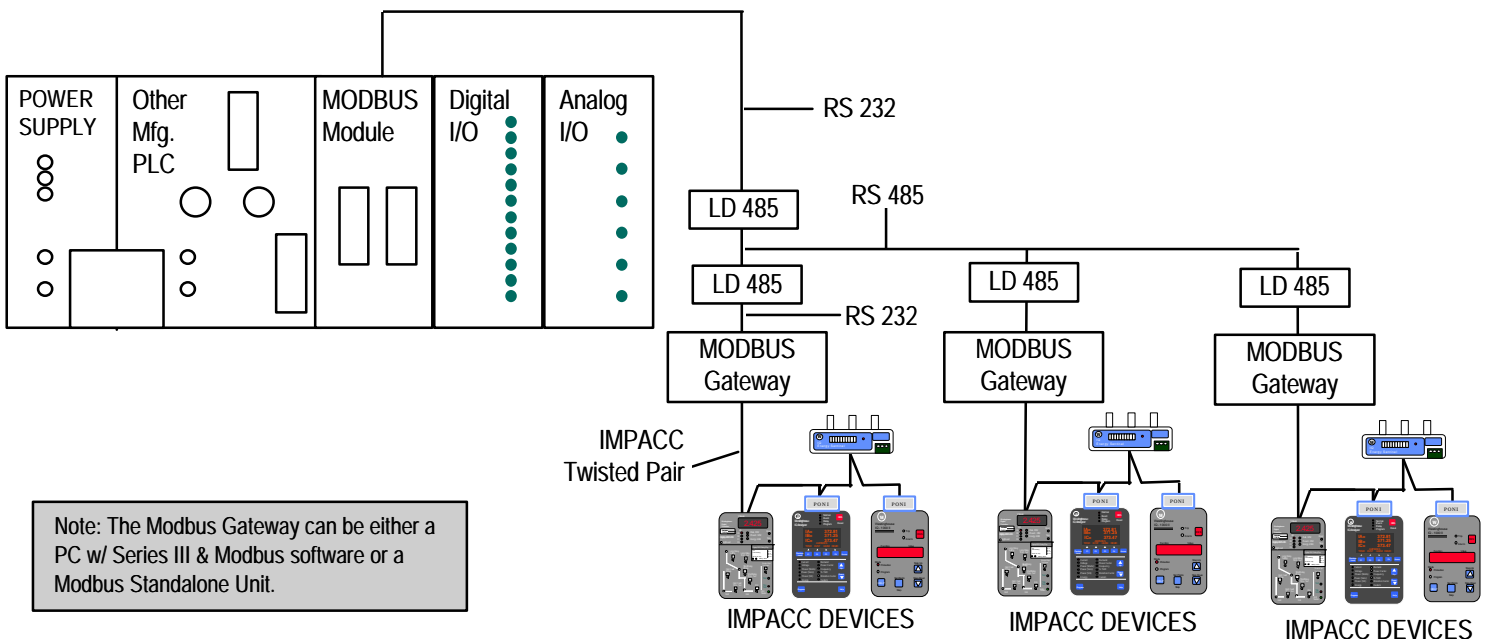 POWER
SUPPLY
Other
Mfg.
PLC
MODBUS
Module
Digital
I/O
Analog
I/O
RS 232
LD 485
RS 485
LD 485
LD 485
LD 485
RS 232
MODBUS
Gateway
MODBUS
Gateway
MODBUS
Gateway
IMPACC
Twisted Pair
PONI
PONI
PONI
PONI
PONI
PONI
Note: The Modbus Gateway can be either a
PC w/ Series III & Modbus software or a
Modbus Standalone Unit.
IMPACC DEVICES
IMPACC DEVICES
IMPACC DEVICES